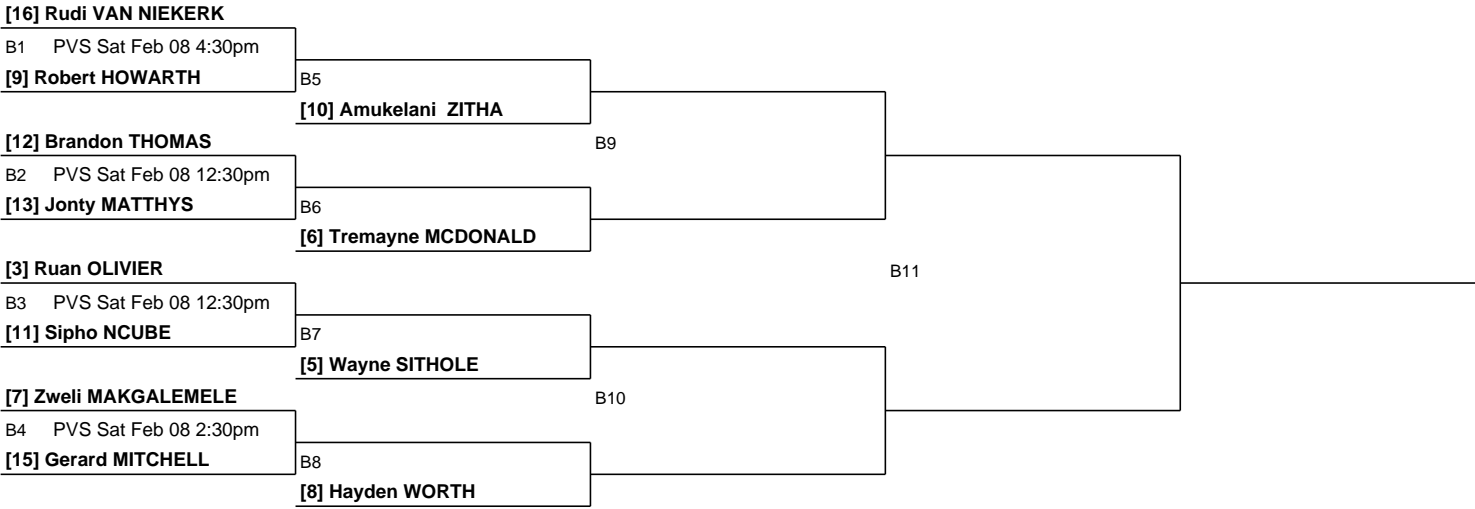 [16] Rudi VAN NIEKERK
B1 PVS Sat Feb 08 4:30pm
[9] Robert HOWARTH
B5
[10] Amukelani ZITHA
[12] Brandon THOMAS
B9
B2 PVS Sat Feb 08 12:30pm
[13] Jonty MATTHYS
B6
[6] Tremayne MCDONALD
[3] Ruan OLIVIER
B11
B3 PVS Sat Feb 08 12:30pm
[11] Sipho NCUBE
B7
[5] Wayne SITHOLE
[7] Zweli MAKGALEMELE
B10
B4 PVS Sat Feb 08 2:30pm
[15] Gerard MITCHELL
B8
[8] Hayden WORTH